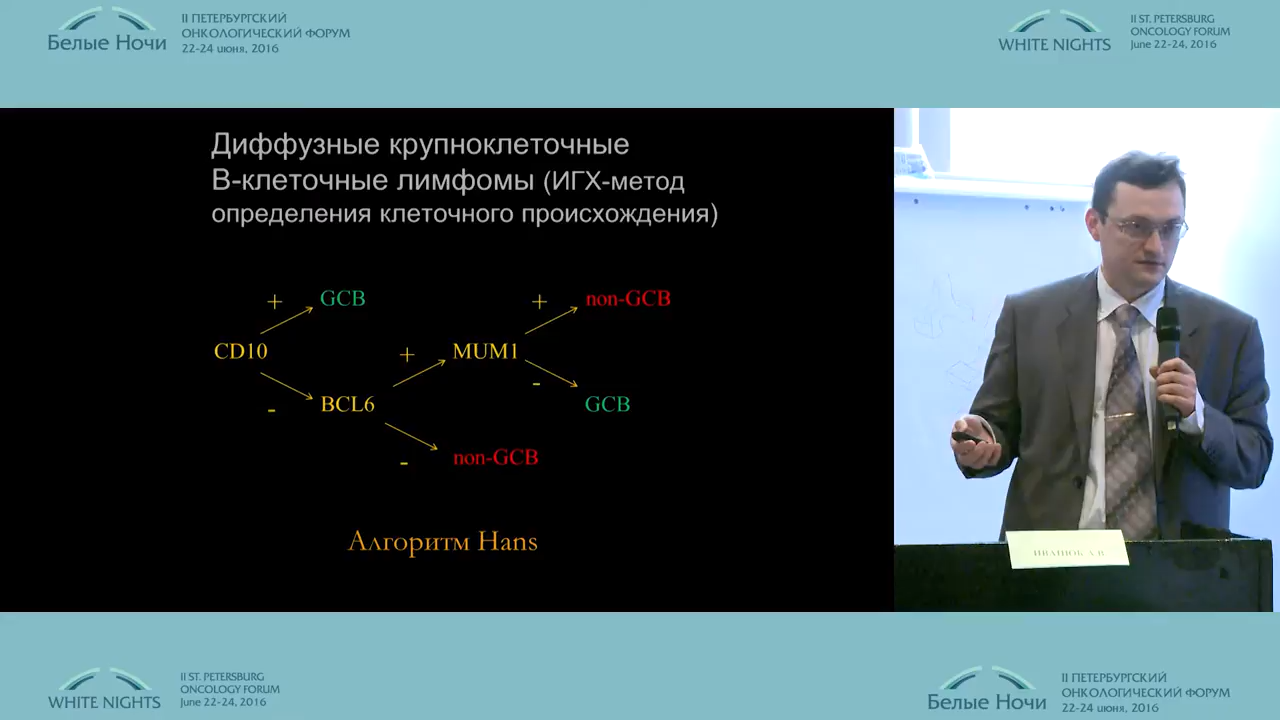 Белые Ночи
II ПЕТЕРБУРГСКИЙ
ОНКОЛОГИЧЕСКИЙ ФОРУМ
22-24 июня, 2016
WHITE NIGHTS
II ST. PETERSBURG
ONCOLOGY FORUM
June 22-24, 2016
Диффузные крупноклеточные
В-клеточные лимфомы (ИГХ-метод
определения клеточного происхождения)
+ GCB + non-GCB
CD10 + MUM1
- BCL6 - GCB
- non-GCB
Алгоритм Hans
WHITE NIGHTS
II ST. PETERSBURG
ONCOLOGY FORUM
June 22-24, 2016
Белые Ночи
II ПЕТЕРБУРГСКИЙ
ОНКОЛОГИЧЕСКИЙ ФОРУМ
22-24 июня, 2016